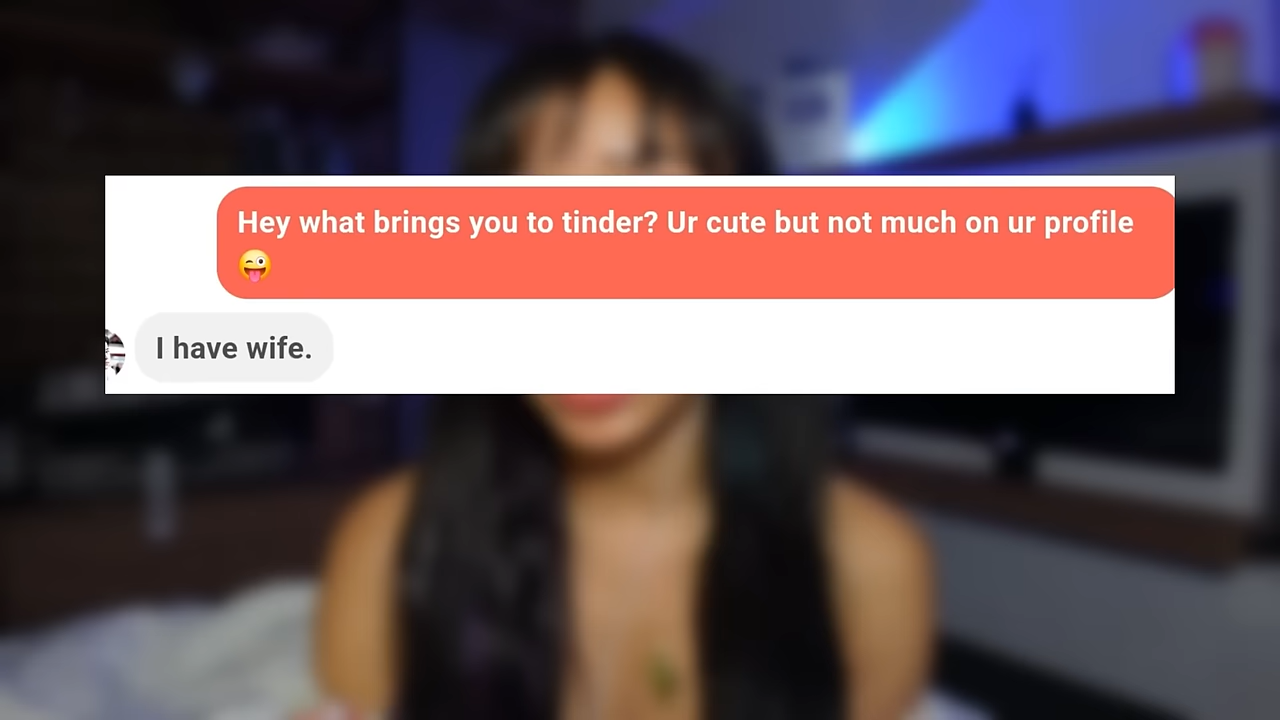 Hey what brings you to tinder? Ur cute but not much on ur profile
😜
I have wife.